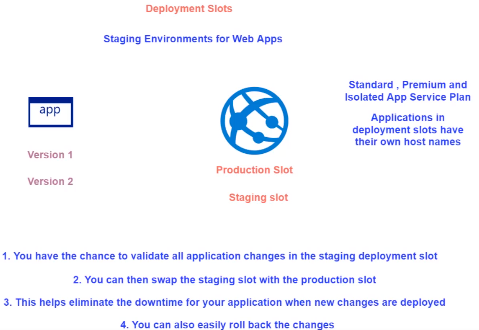 Deployment Slots
Staging Environments for Web Apps
app
Version 1
Version 2
Production Slot
Staging slot
Standard , Premium and
Isolated App Service Plan
Applications in
deployment slots have
their own host names
1. You have the chance to validate all application changes in the staging deployment slot
2. You can then swap the staging slot with the production slot
3. This helps eliminate the downtime for your application when new changes are deployed
4. You can also easily roll back the changes